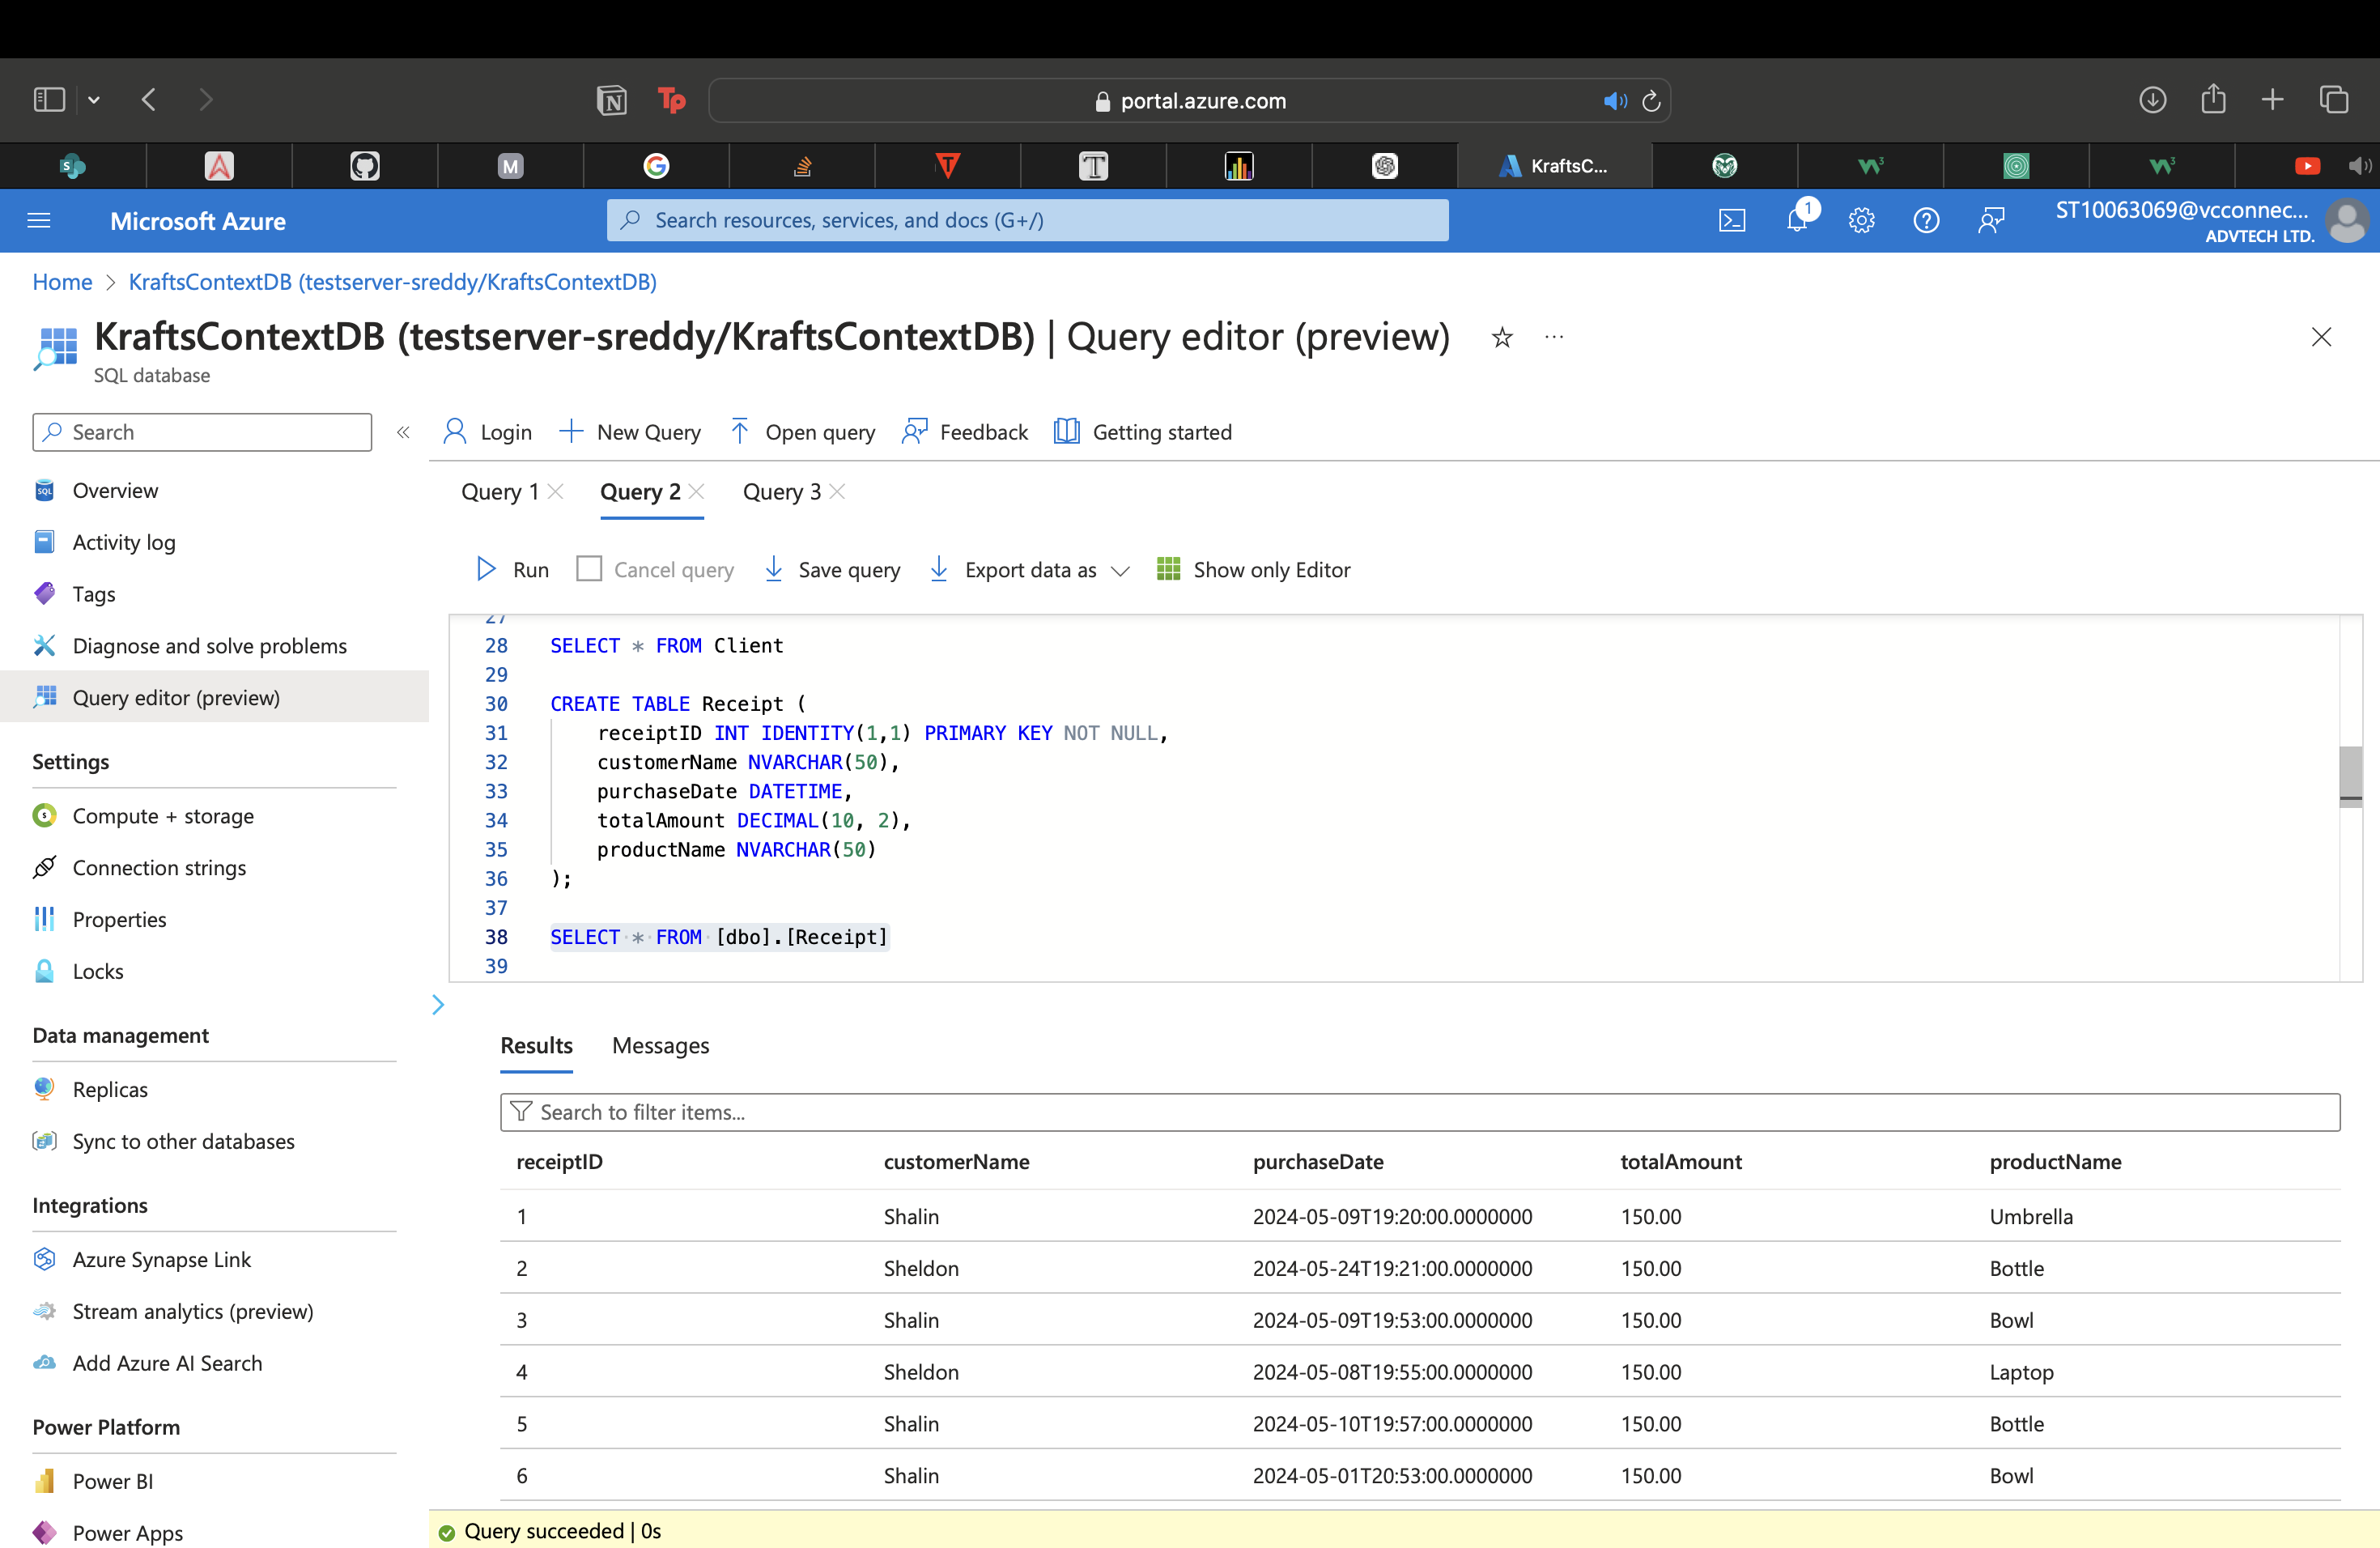 portal.azure.com
KraftsC...
Microsoft Azure
Search resources, services, and docs (G+/)
1
ST10063069@vcconnec...
ADVTECH LTD.
Home > KraftsContextDB (testserver-sreddy/KraftsContextDB)
KraftsContextDB (testserver-sreddy/KraftsContextDB) | Query editor (preview)
SQL database
Search
Overview
Activity log
Tags
Diagnose and solve problems
Query editor (preview)
Settings
Compute + storage
Connection strings
Properties
Locks
Data management
Replicas
Sync to other databases
Integrations
Azure Synapse Link
Stream analytics (preview)
Add Azure AI Search
Power Platform
Power BI
Power Apps
Login
New Query
Open query
Feedback
Getting started
Query 1
Query 2
Query 3
Run
Cancel query
Save query
Export data as
Show only Editor
27
28 SELECT * FROM Client
29
30 CREATE TABLE Receipt (
31 receiptID INT IDENTITY(1,1) PRIMARY KEY NOT NULL,
32 customerName NVARCHAR(50),
33 purchaseDate DATETIME,
34 totalAmount DECIMAL(10, 2),
35 productName NVARCHAR(50)
36 );
37
38 SELECT * FROM [dbo].[Receipt]
39
Results Messages
Search to filter items...
receiptID customerName purchaseDate totalAmount productName
1 Shalin 2024-05-09T19:20:00.0000000 150.00 Umbrella
2 Sheldon 2024-05-24T19:21:00.0000000 150.00 Bottle
3 Shalin 2024-05-09T19:53:00.0000000 150.00 Bowl
4 Sheldon 2024-05-08T19:55:00.0000000 150.00 Laptop
5 Shalin 2024-05-10T19:57:00.0000000 150.00 Bottle
6 Shalin 2024-05-01T20:53:00.0000000 150.00 Bowl
Query succeeded | 0s